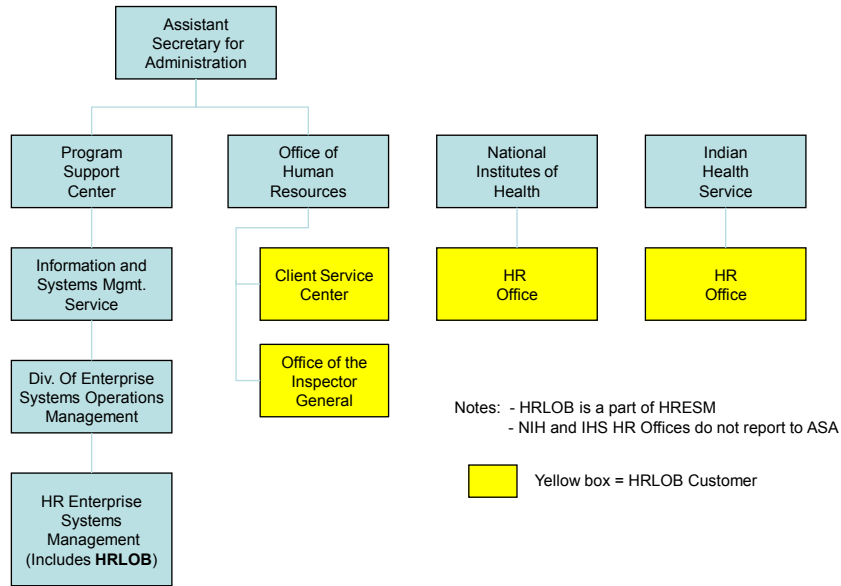 Assistant
Secretary for
Administration
Program
Support
Center
Office of
Human
Resources
National
Institutes of
Health
Indian
Health
Service
Information and
Systems Mgmt.
Service
Client Service
Center
HR
Office
HR
Office
Div. Of Enterprise
Systems Operations
Management
Office of the
Inspector
General
Notes: - HRLOB is a part of HRESM
- NIH and IHS HR Offices do not report to ASA
Yellow box = HRLOB Customer
HR Enterprise
Systems
Management
(Includes HRLOB)